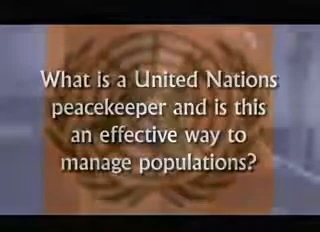 What is a United Nations
peacekeeper and is this
an effective way to
manage populations?